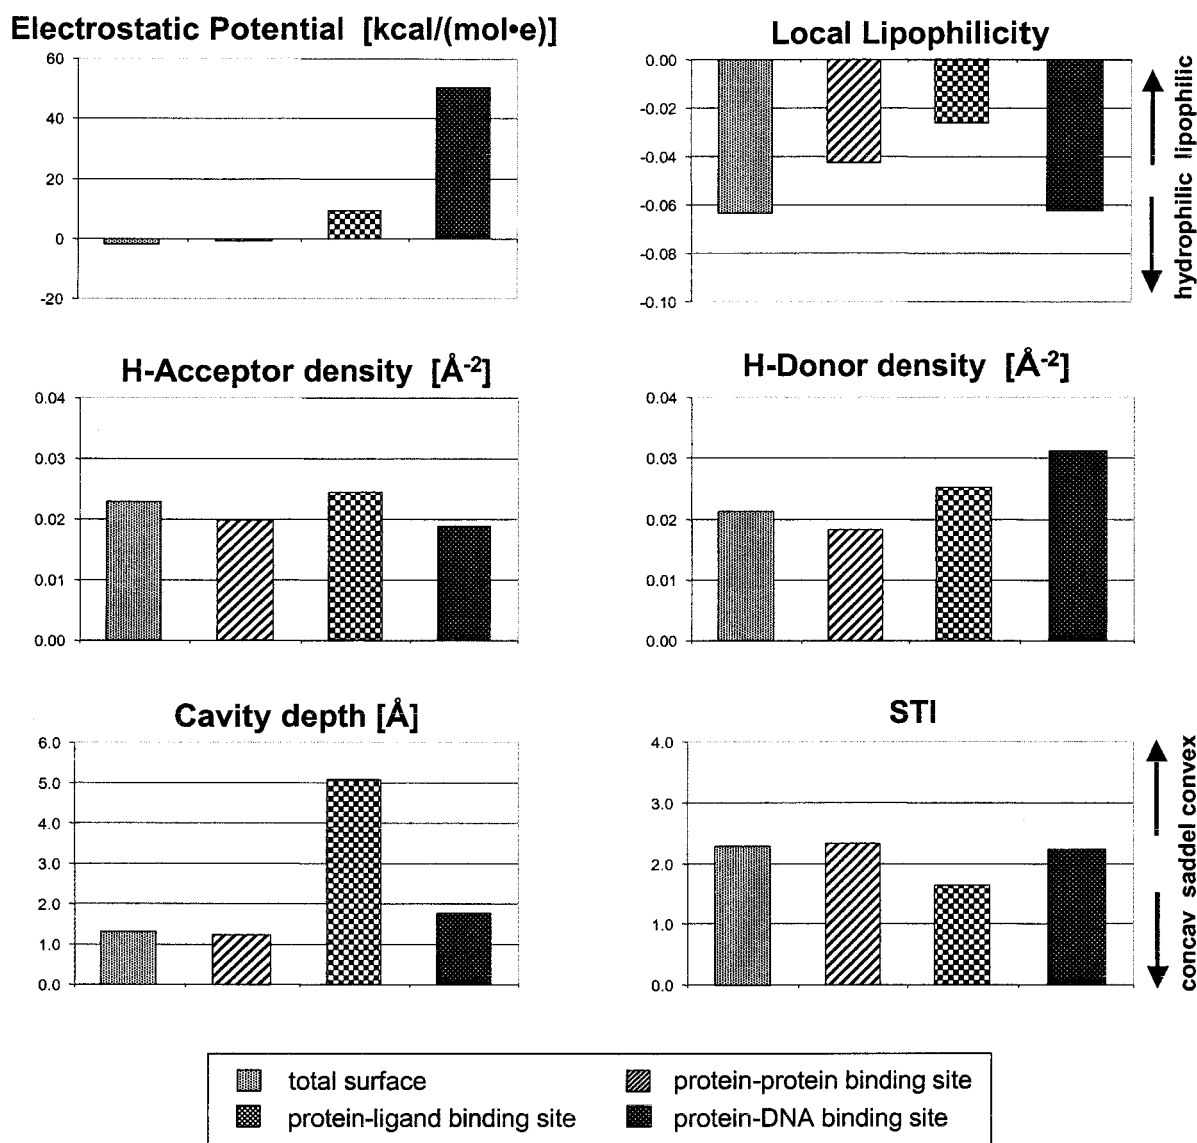 Electrostatic Potential [kcal/(mol•e)]
60
40
20
0
-20
Local Lipophilicity
0.00
-0.02
-0.04
-0.06
-0.08
-0.10
hydrophilic lipophilic
H-Acceptor density [Å-2]
0.04
0.03
0.02
0.01
0.00
H-Donor density [Å-2]
0.04
0.03
0.02
0.01
0.00
Cavity depth [Å]
6.0
5.0
4.0
3.0
2.0
1.0
0.0
STI
4.0
3.0
2.0
1.0
0.0
concav saddel convex
total surface
protein-protein binding site
protein-ligand binding site
protein-DNA binding site